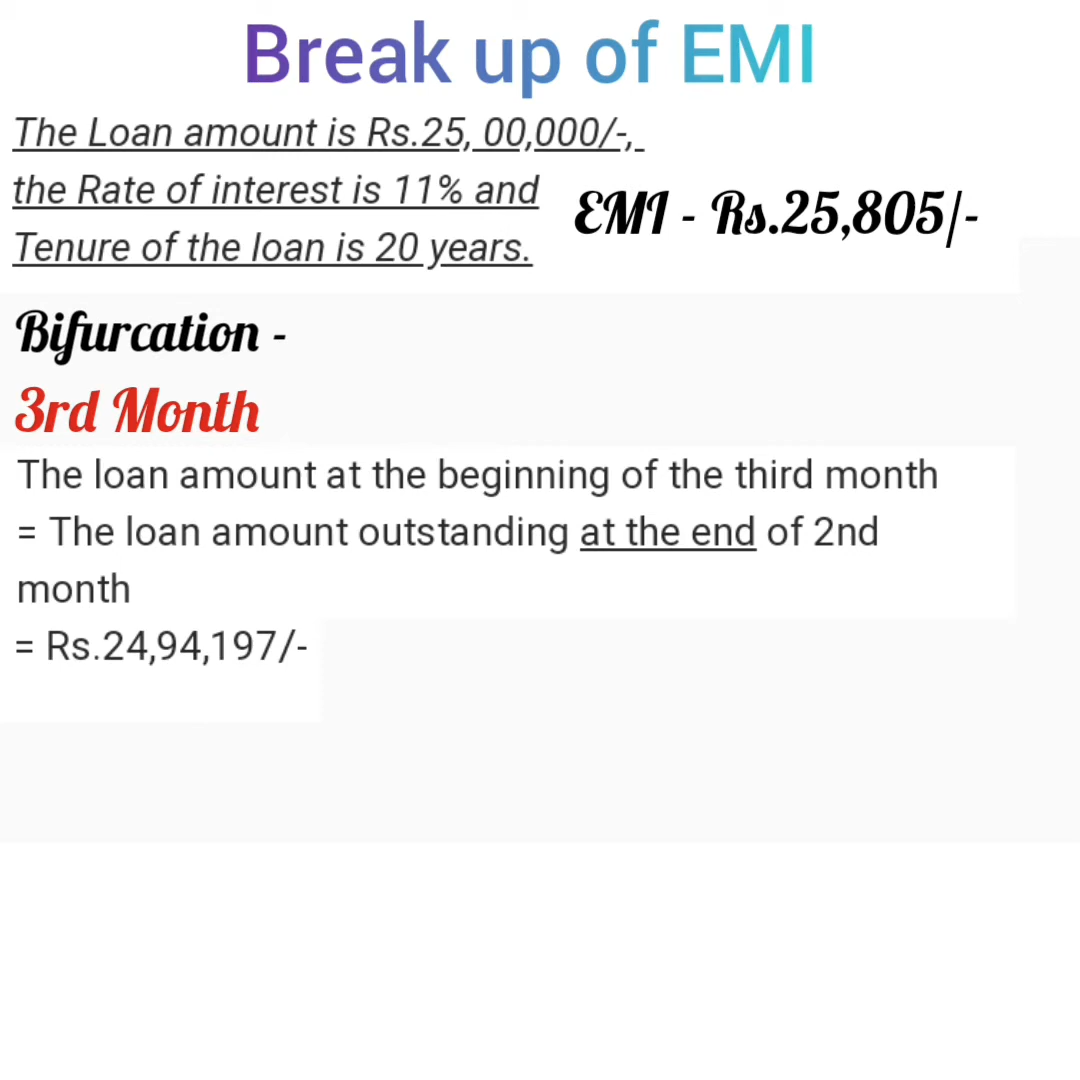 Break up of EMI
The Loan amount is Rs.25, 00,000/-,
the Rate of interest is 11% and
EMI - Rs.25,805/-
Tenure of the loan is 20 years.
Bifurcation -
3rd Month
The loan amount at the beginning of the third month
= The loan amount outstanding at the end of 2nd
month
= Rs.24,94,197/-